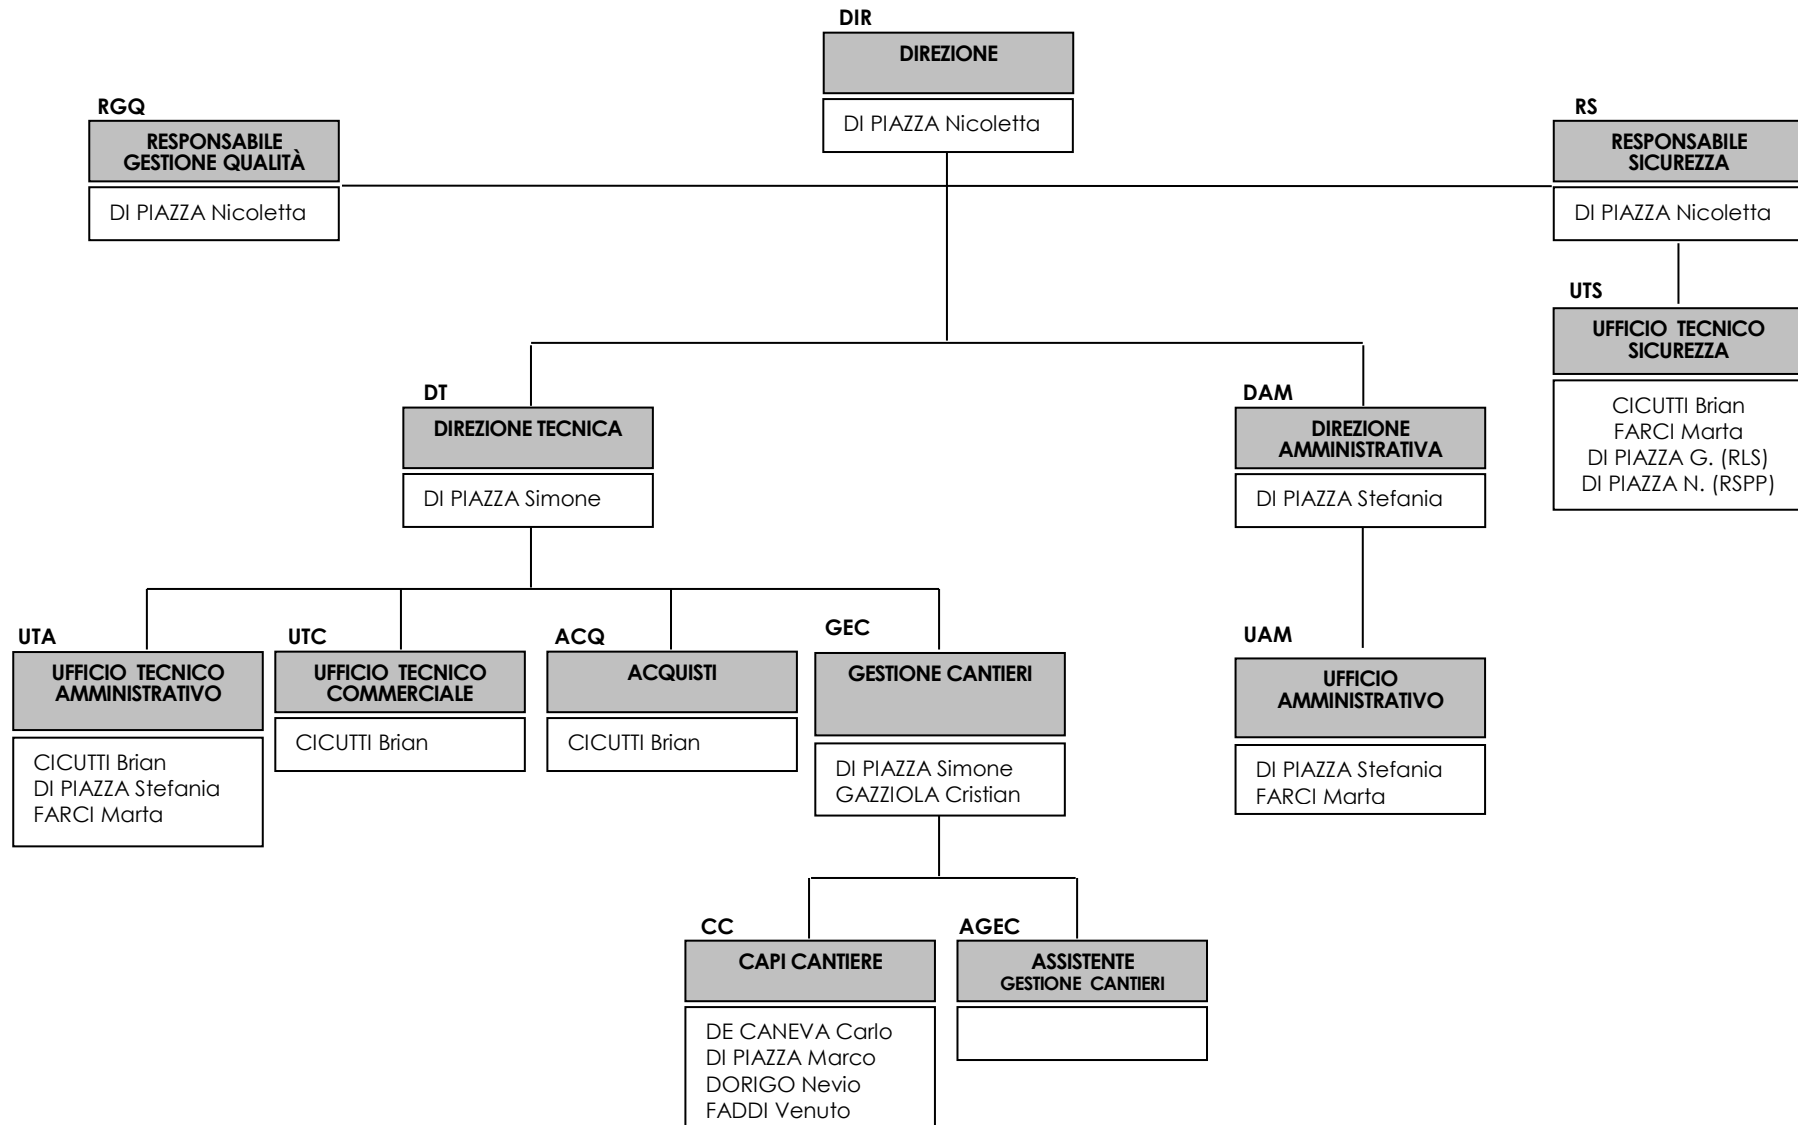 DIR
DIREZIONE
DI PIAZZA Nicoletta
RGQ
RESPONSABILE
GESTIONE QUALITÀ
DI PIAZZA Nicoletta
RS
RESPONSABILE
SICUREZZA
DI PIAZZA Nicoletta
UTS
UFFICIO TECNICO
SICUREZZA
CICUTTI Brian
FARCI Marta
DI PIAZZA G. (RLS)
DI PIAZZA N. (RSPP)
DT
DIREZIONE TECNICA
DI PIAZZA Simone
DAM
DIREZIONE
AMMINISTRATIVA
DI PIAZZA Stefania
UTA
UFFICIO TECNICO
AMMINISTRATIVO
CICUTTI Brian
DI PIAZZA Stefania
FARCI Marta
UTC
UFFICIO TECNICO
COMMERCIALE
CICUTTI Brian
ACQ
ACQUISTI
CICUTTI Brian
GEC
GESTIONE CANTIERI
DI PIAZZA Simone
GAZZIOLA Cristian
UAM
UFFICIO
AMMINISTRATIVO
DI PIAZZA Stefania
FARCI Marta
CC
CAPI CANTIERE
DE CANEVA Carlo
DI PIAZZA Marco
DORIGO Nevio
FADDI Venuto
AGEC
ASSISTENTE
GESTIONE CANTIERI